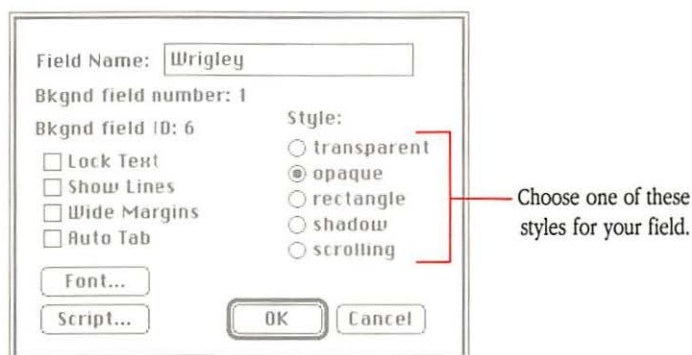 Field Name: Wrigley
Bkgnd field number: 1
Bkgnd field ID: 6
Lock Text
Show Lines
Wide Margins
Auto Tab
Font...
Script...
Style:
transparent
opaque
rectangle
shadow
scrolling
OK
Cancel
Choose one of these
styles for your field.